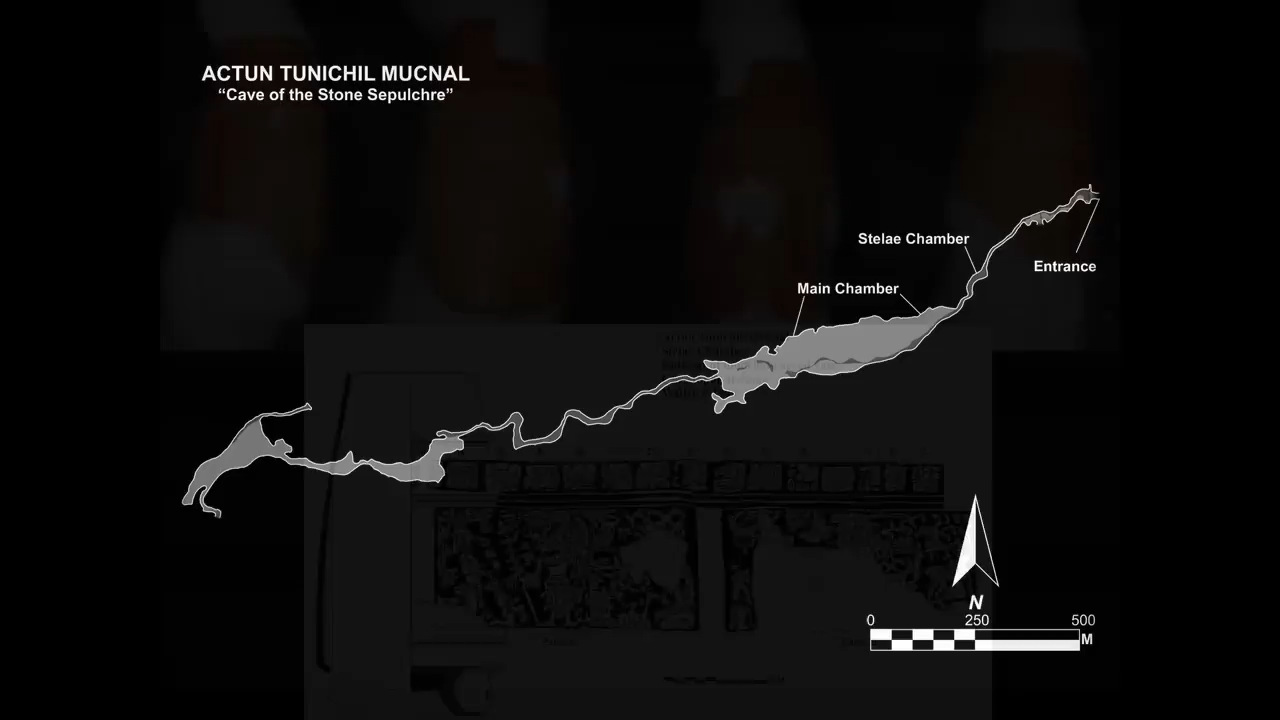 ACTUN TUNICHIL MUCNAL
“Cave of the Stone Sepulchre”
Stelae Chamber
Entrance
Main Chamber
N
0 250 500
M